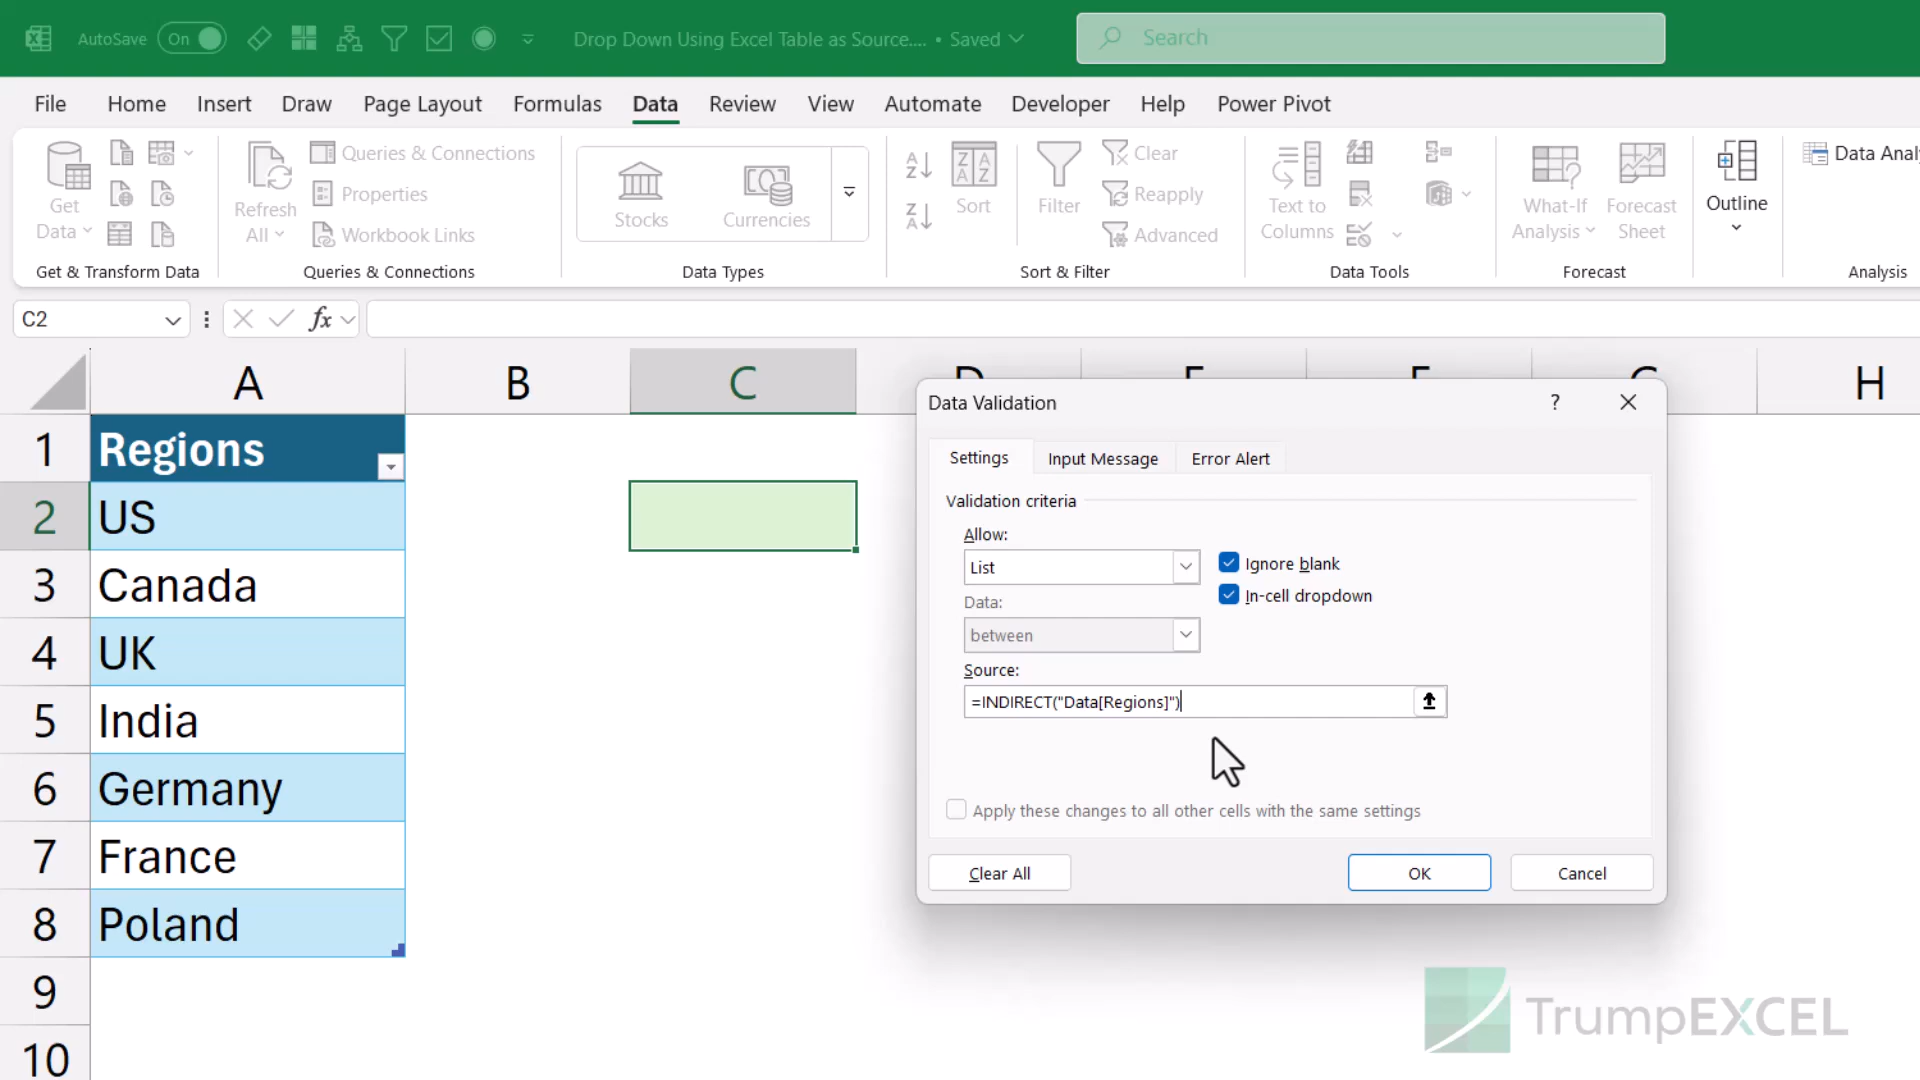 AutoSave On Drop Down Using Excel Table as Source.... • Saved Search
File Home Insert Draw Page Layout Formulas Data Review View Automate Developer Help Power Pivot
Get Data
Refresh All
Queries & Connections
Properties
Workbook Links
Stocks
Currencies
Sort
Filter
Clear
Reapply
Advanced
Text to Columns
What-If Analysis
Forecast Sheet
Outline
Get & Transform Data
Queries & Connections
Data Types
Sort & Filter
Data Tools
Forecast
Analysis
C2
fx
A B C H
1 Regions
2 US
3 Canada
4 UK
5 India
6 Germany
7 France
8 Poland
9
10
Data Validation ?
Settings Input Message Error Alert
Validation criteria
Allow:
List
Ignore blank
Data:
In-cell dropdown
between
Source:
=INDIRECT("Data[Regions]")
Apply these changes to all other cells with the same settings
Clear All OK Cancel
TrumpEXCEL